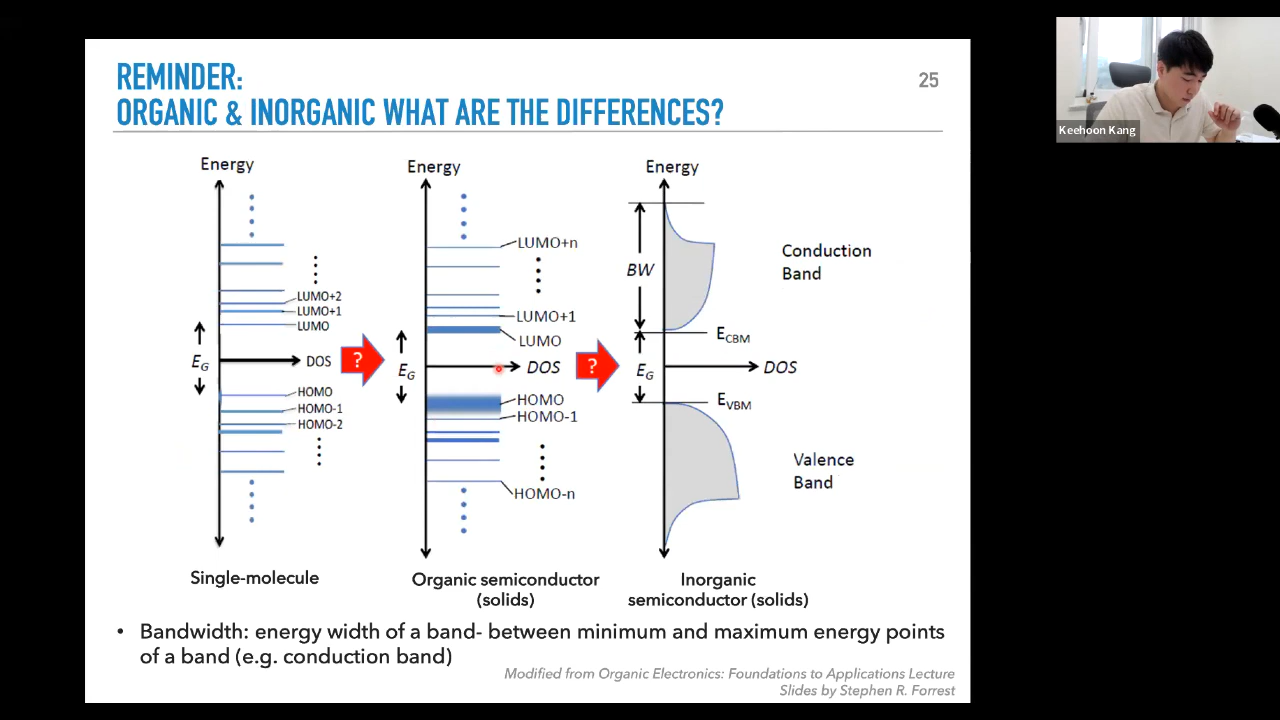 REMINDER:
ORGANIC & INORGANIC WHAT ARE THE DIFFERENCES?
25
Keehoon Kang
Energy
LUMO+2
LUMO+1
LUMO
E_G
DOS
?
HOMO
HOMO-1
HOMO-2
Single-molecule
Energy
LUMO+n
LUMO+1
LUMO
E_G
DOS
?
HOMO
HOMO-1
HOMO-n
Organic semiconductor
(solids)
Energy
BW
Conduction
Band
E_CBM
E_G
DOS
E_VBM
Valence
Band
Inorganic
semiconductor (solids)
• Bandwidth: energy width of a band- between minimum and maximum energy points
of a band (e.g. conduction band)
Modified from Organic Electronics: Foundations to Applications Lecture
Slides by Stephen R. Forrest